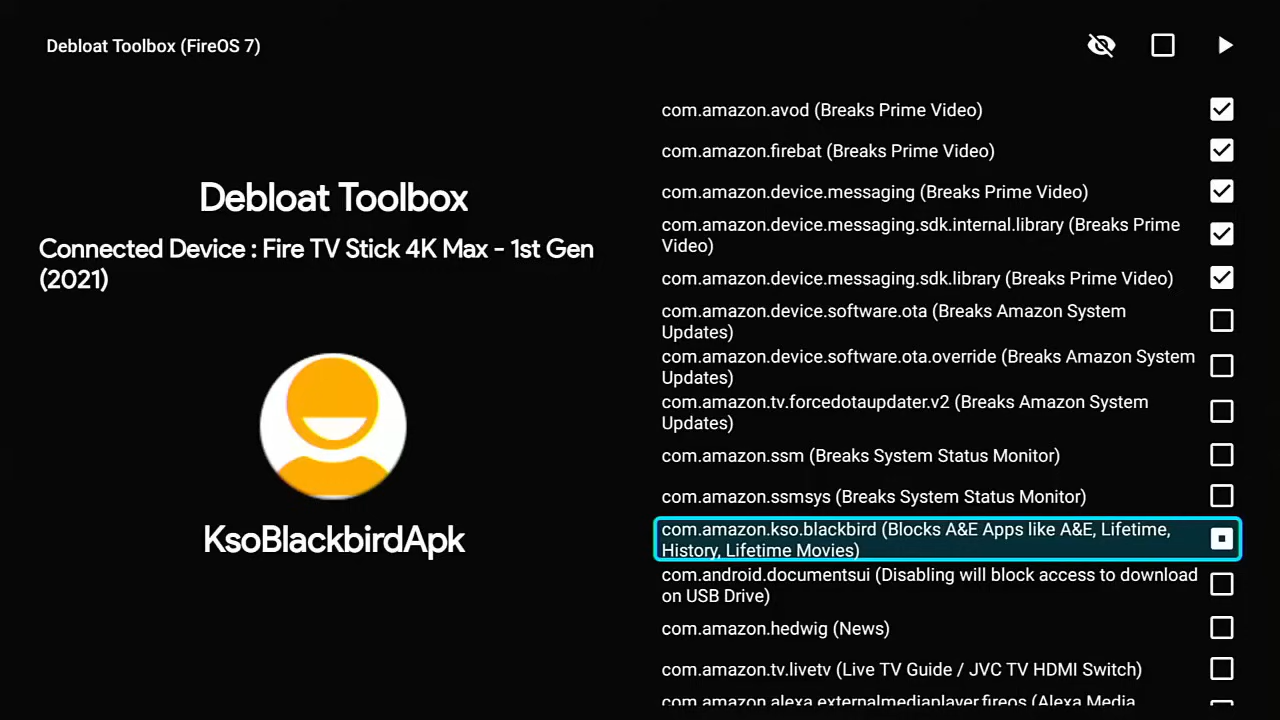 Debloat Toolbox (FireOS 7)
Debloat Toolbox
Connected Device : Fire TV Stick 4K Max - 1st Gen
(2021)
KsoBlackbirdApk
com.amazon.avod (Breaks Prime Video)
com.amazon.firebat (Breaks Prime Video)
com.amazon.device.messaging (Breaks Prime Video)
com.amazon.device.messaging.sdk.internal.library (Breaks Prime
Video)
com.amazon.device.messaging.sdk.library (Breaks Prime Video)
com.amazon.device.software.ota (Breaks Amazon System
Updates)
com.amazon.device.software.ota.override (Breaks Amazon System
Updates)
com.amazon.tv.forcedotaupdater.v2 (Breaks Amazon System
Updates)
com.amazon.ssm (Breaks System Status Monitor)
com.amazon.ssmsys (Breaks System Status Monitor)
com.amazon.kso.blackbird (Blocks A&E Apps like A&E, Lifetime,
History, Lifetime Movies)
com.android.documentsui (Disabling will block access to download
on USB Drive)
com.amazon.hedwig (News)
com.amazon.tv.livetv (Live TV Guide / JVC TV HDMI Switch)
com.amazon.alexa.externalmediaplayer.fireos (Alexa Media